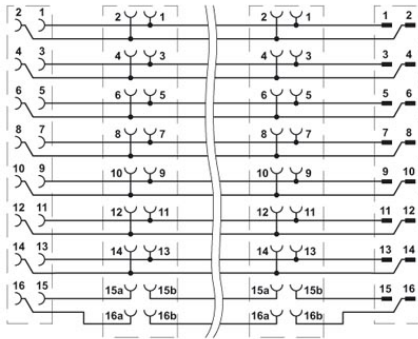 2 1 2 1 2 1 1 2
4 3 4 3 4 3 3 4
6 5 6 5 6 5 5 6
8 7 8 7 8 7 7 8
10 9 10 9 10 9 9 10
12 11 12 11 12 11 11 12
14 13 14 13 14 13 13 14
16 15 15a 15b 15a 15b 15 16
16a 16b 16a 16b